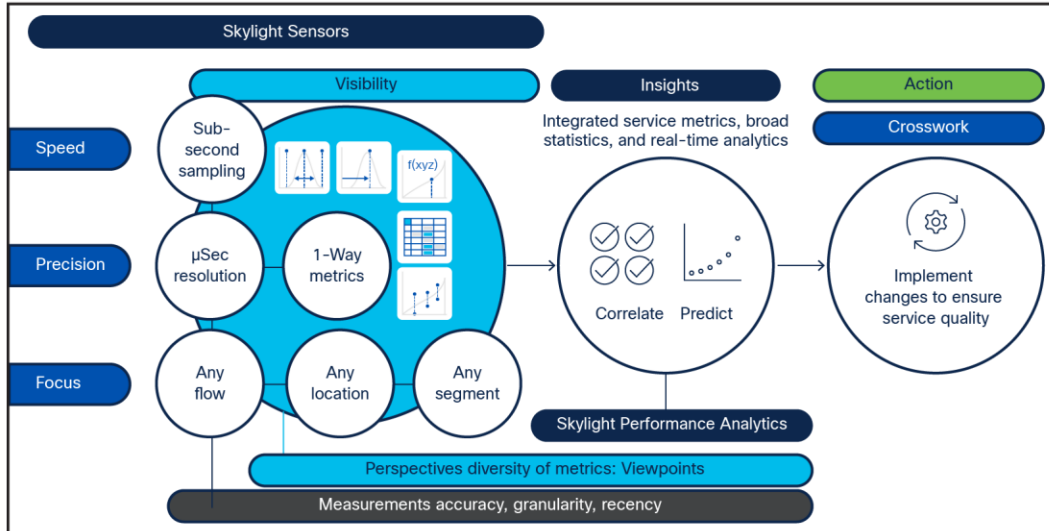 Skylight Sensors
Visibility
Insights
Action
Integrated service metrics, broad
statistics, and real-time analytics
Crosswork
Speed
Sub-
second
sampling
f(xyz)
Precision
µSec
resolution
1-Way
metrics
Correlate
Predict
Implement
changes to ensure
service quality
Focus
Any
flow
Any
location
Any
segment
Skylight Performance Analytics
Perspectives diversity of metrics: Viewpoints
Measurements accuracy, granularity, recency